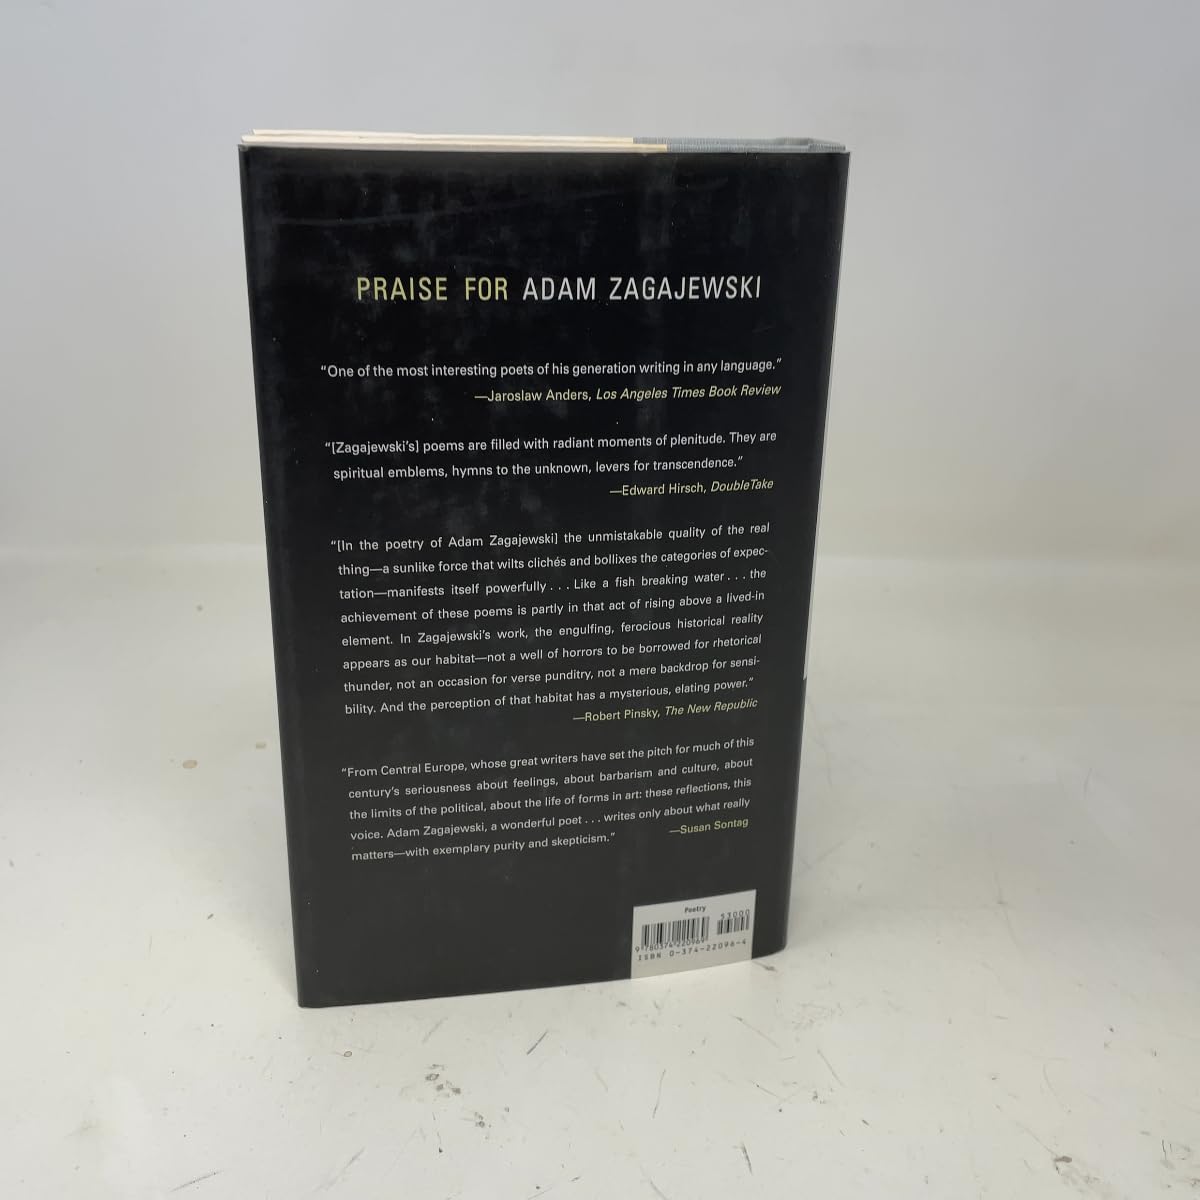 PRAISE FOR ADAM ZAGAJEWSKI
“One of the most interesting poets of his generation writing in any language.”
—Jaroslaw Anders, Los Angeles Times Book Review
“[Zagajewski’s] poems are filled with radiant moments of plenitude. They are
spiritual emblems, hymns to the unknown, levers for transcendence.”
—Edward Hirsch, DoubleTake
“[In the poetry of Adam Zagajewski] the unmistakable quality of the real
thing—a sunlike force that wilts clichés and bollixes the categories of expec-
tation—manifests itself powerfully . . . Like a fish breaking water . . . the
achievement of these poems is partly in that act of rising above a lived-in
element. In Zagajewski’s work, the engulfing, ferocious historical reality
appears as our habitat—not a well of horrors to be borrowed for rhetorical
thunder, not an occasion for verse punditry, not a mere backdrop for sensi-
bility. And the perception of that habitat has a mysterious, elating power.”
—Robert Pinsky, The New Republic
“From Central Europe, whose great writers have set the pitch for much of this
century’s seriousness about feelings, about barbarism and culture, about
the limits of the political, about the life of forms in art: these reflections, this
voice. Adam Zagajewski, a wonderful poet . . . writes only about what really
matters—with exemplary purity and skepticism.” —Susan Sontag
Poetry
53000
9 780374 220969
ISBN 0-374-22096-4